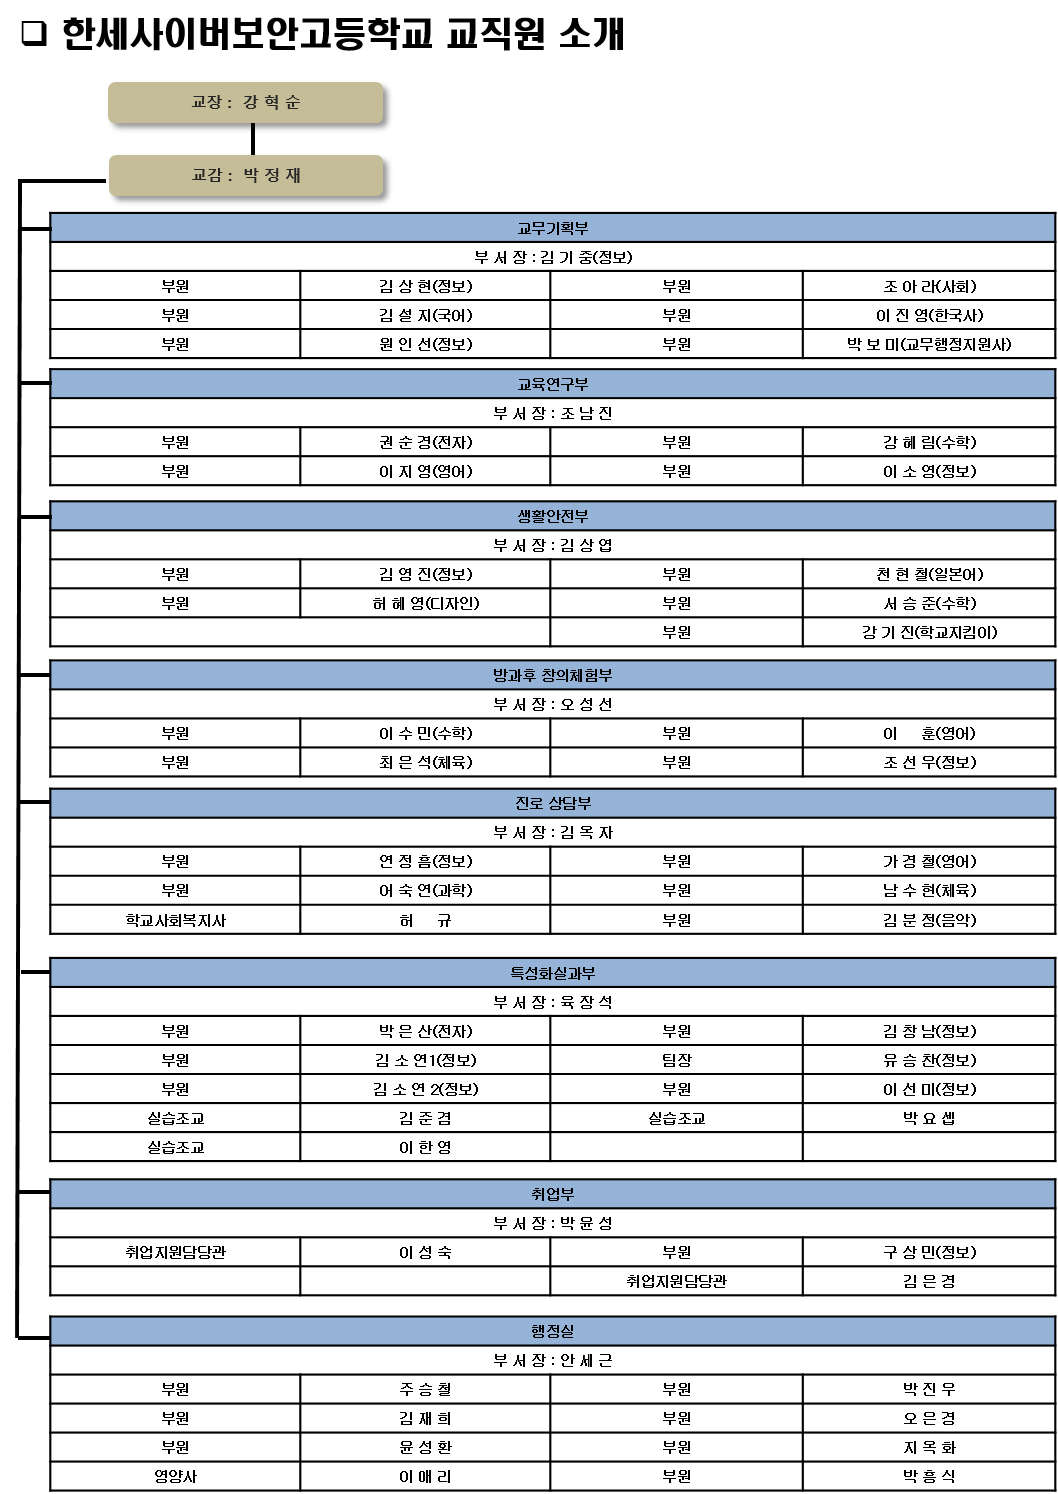 ❑ 한세사이버보안고등학교 교직원 소개
교장 : 강 혁 순
교감 : 박 정 재
교무기획부
부 서 장 : 김 기 중(정보)
부원 김 상 현(정보) 부원 조 아 라(사회)
부원 김 설 지(국어) 부원 이 진 영(한국사)
부원 원 인 선(정보) 부원 박 보 미(교무행정지원사)
교육연구부
부 서 장 : 조 남 진
부원 권 순 경(전자) 부원 강 혜 림(수학)
부원 이 지 영(영어) 부원 이 소 영(정보)
생활안전부
부 서 장 : 김 상 엽
부원 김 영 진(정보) 부원 천 현 철(일본어)
부원 허 혜 영(디자인) 부원 서 승 준(수학)
부원 강 기 진(학교지킴이)
방과후 창의체험부
부 서 장 : 오 성 선
부원 이 수 민(수학) 부원 이 훈(영어)
부원 최 은 석(체육) 부원 조 선 우(정보)
진로 상담부
부 서 장 : 김 옥 자
부원 연 정 흠(정보) 부원 가 경 철(영어)
부원 어 숙 연(과학) 부원 남 수 현(체육)
학교사회복지사 허 규 부원 김 분 정(음악)
특성화실과부
부 서 장 : 육 장 석
부원 박 은 산(전자) 부원 김 창 남(정보)
부원 김 소 연1(정보) 팀장 유 승 찬(정보)
부원 김 소 연 2(정보) 부원 이 선 미(정보)
실습조교 김 준 겸 실습조교 박 요 셉
실습조교 이 한 영
취업부
부 서 장 : 박 윤 성
취업지원담당관 이 성 숙 부원 구 상 민(정보)
취업지원담당관 김 은 경
행정실
부 서 장 : 안 세 근
부원 주 승 철 부원 박 진 우
부원 김 재 희 부원 오 은 경
부원 윤 성 환 부원 지 옥 화
영양사 이 애 리 부원 박 흥 식